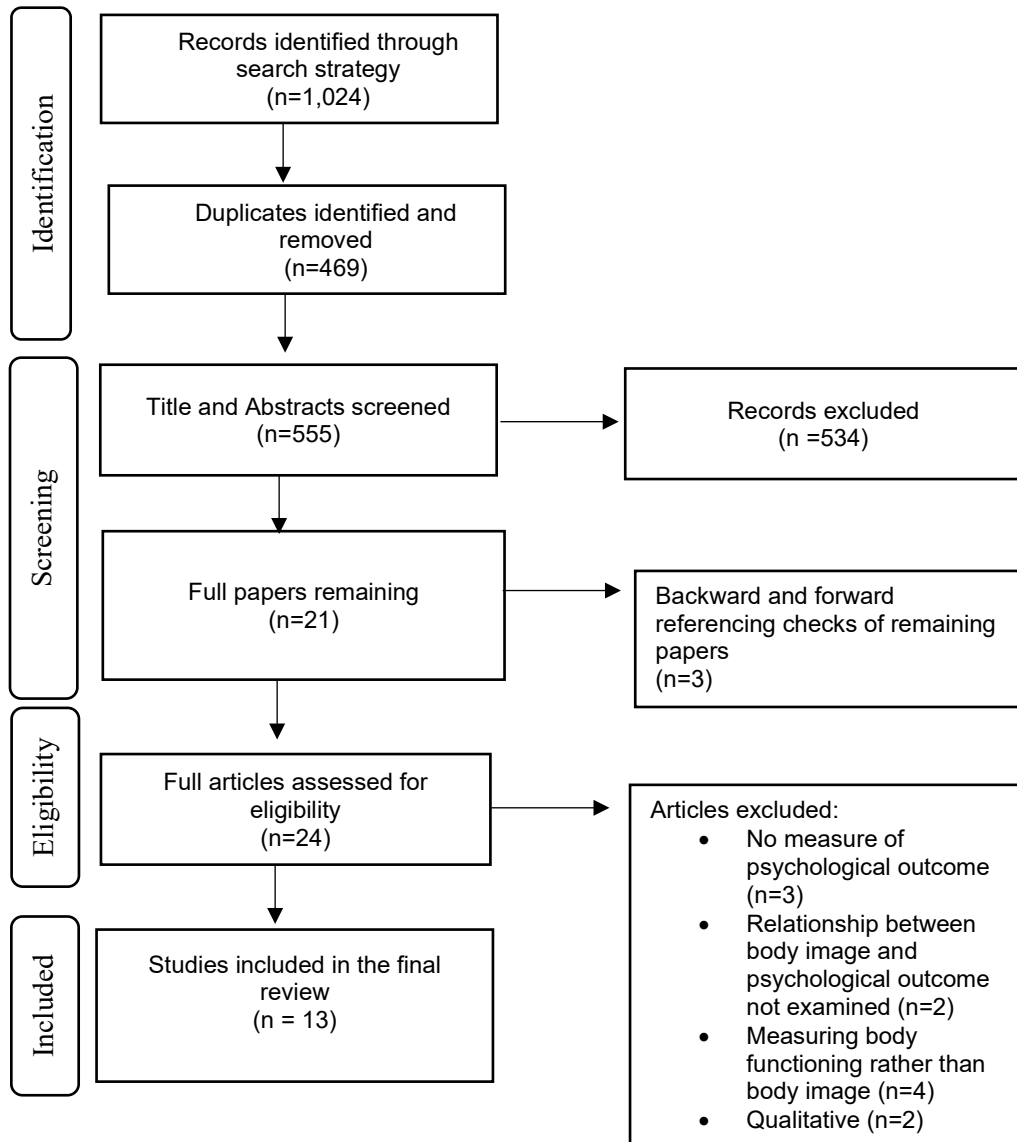 Identification
Records identified through
search strategy
(n=1,024)
Duplicates identified and
removed
(n=469)
Screening
Title and Abstracts screened
(n=555)
Records excluded
(n =534)
Full papers remaining
(n=21)
Backward and forward
referencing checks of remaining
papers
(n=3)
Eligibility
Full articles assessed for
eligibility
(n=24)
Articles excluded:
• No measure of
psychological outcome
(n=3)
• Relationship between
body image and
psychological outcome
not examined (n=2)
• Measuring body
functioning rather than
body image (n=4)
• Qualitative (n=2)
Included
Studies included in the final
review
(n = 13)